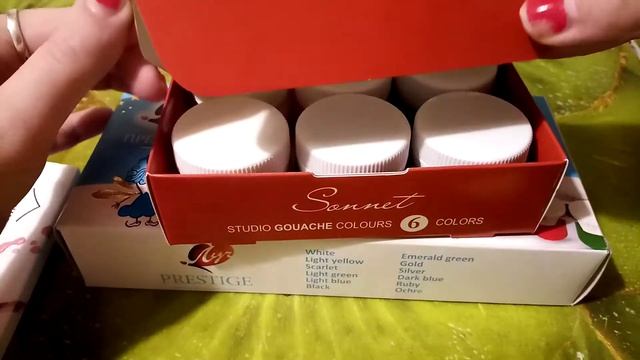 Sonnet
STUDIO GOUACHE COLOURS 6 COLORS
PRESTIGE
White
Light yellow
Scarlet
Light green
Light blue
Black
Emerald green
Gold
Silver
Dark blue
Ruby
Ochre